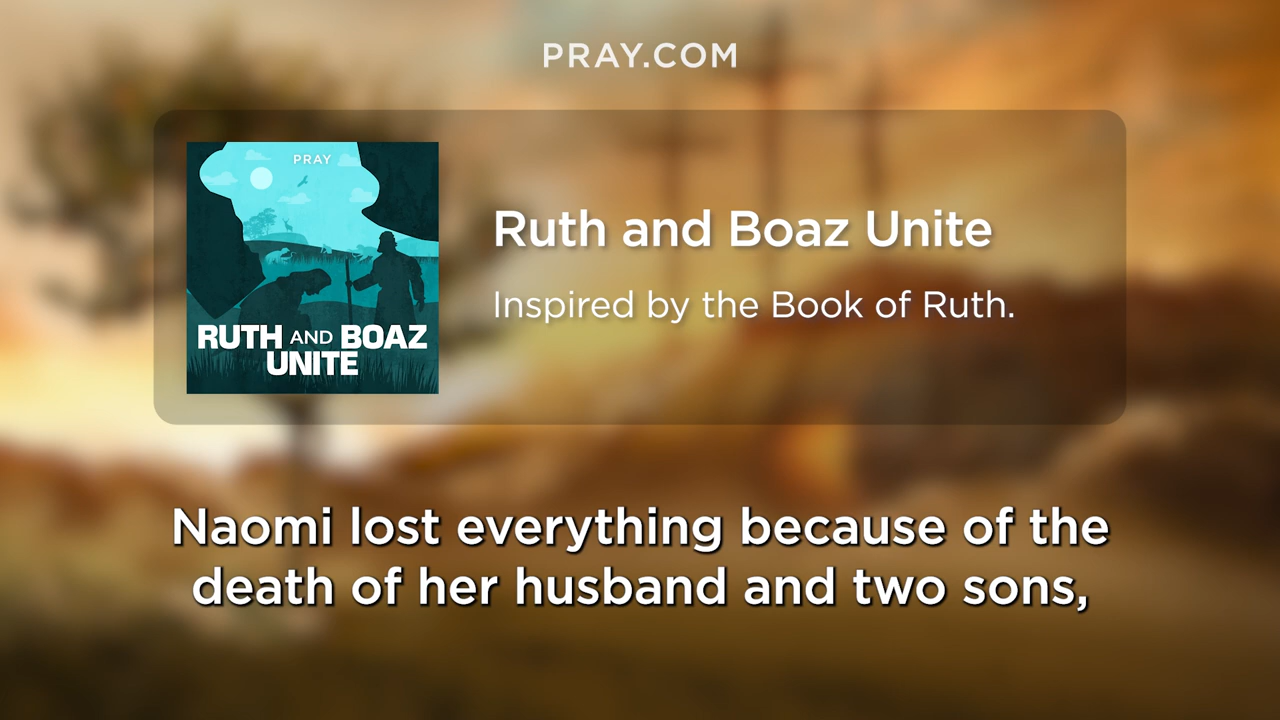 PRAY.COM
PRAY
RUTH AND BOAZ
UNITE
Ruth and Boaz Unite
Inspired by the Book of Ruth.
Naomi lost everything because of the
death of her husband and two sons,